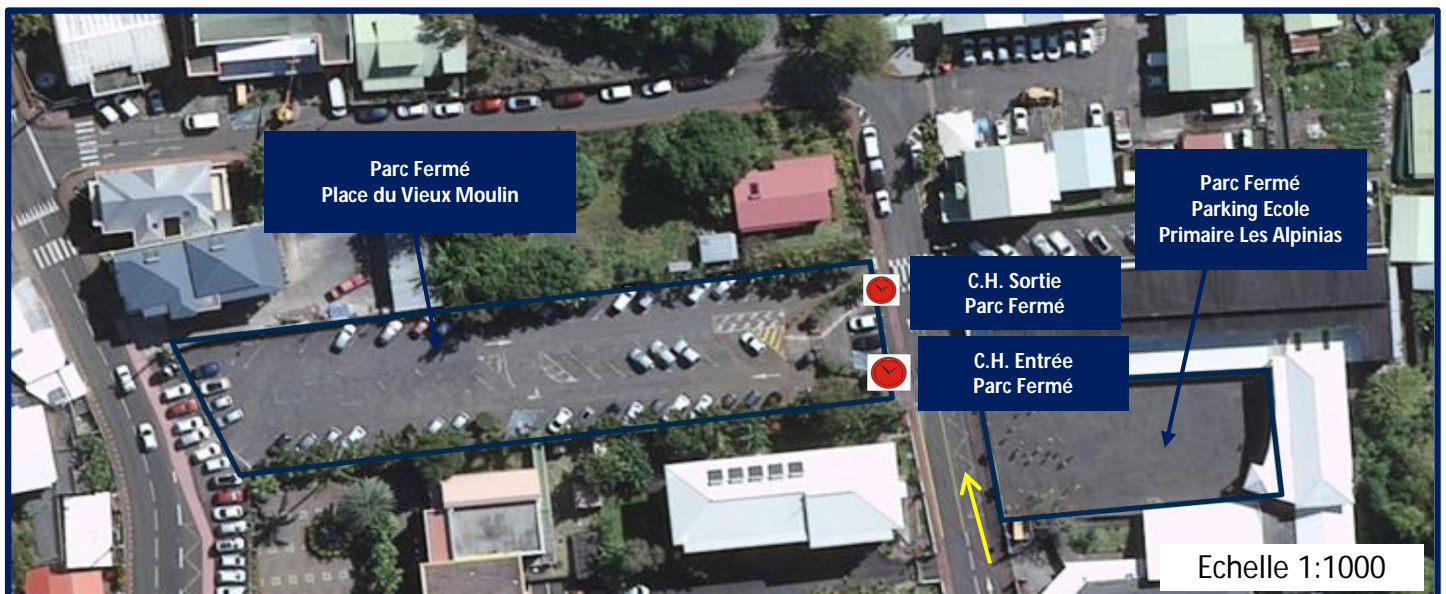 Parc Fermé
Place du Vieux Moulin
Parc Fermé
Parking Ecole
Primaire Les Alpinias
C.H. Sortie
Parc Fermé
C.H. Entrée
Parc Fermé
Echelle 1:1000